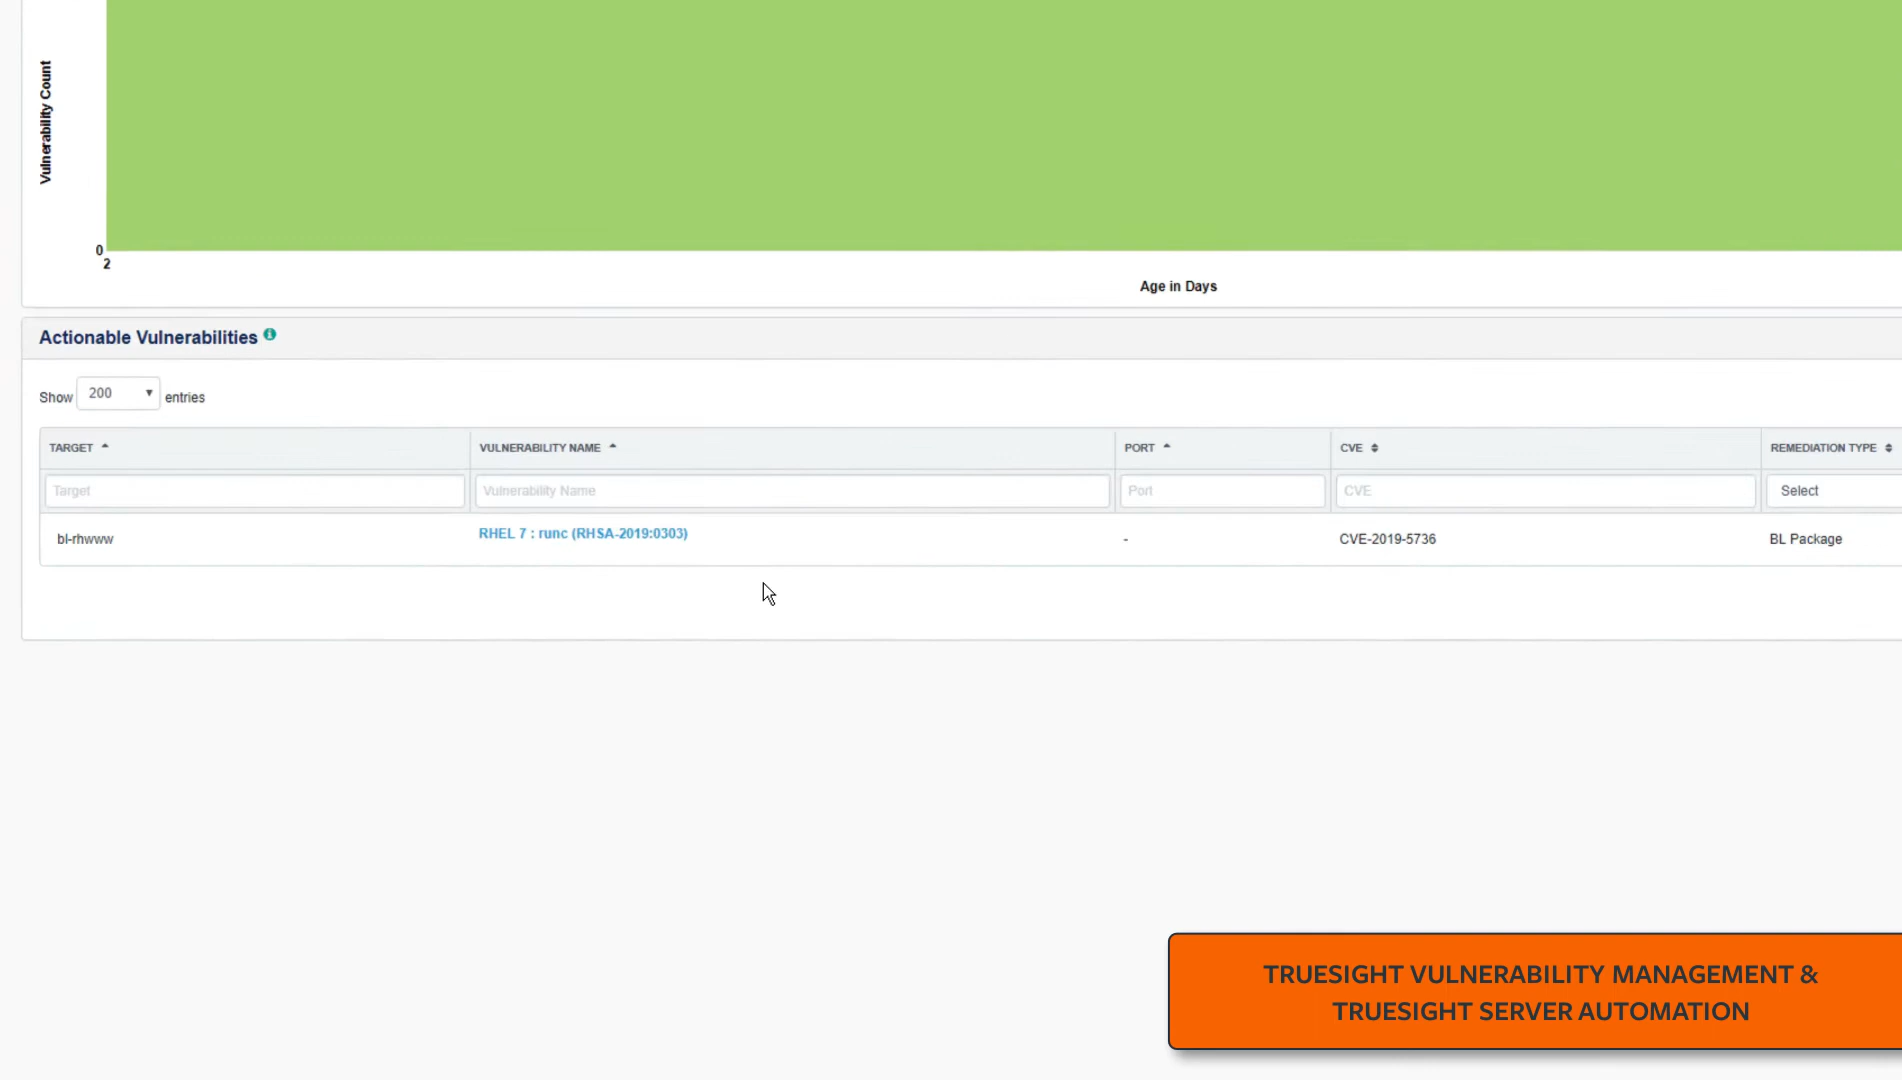 Vulnerability Count
0
2
Age in Days
Actionable Vulnerabilities
Show 200 entries
TARGET VULNERABILITY NAME PORT CVE REMEDIATION TYPE
Target Vulnerability Name Port CVE Select
bl-rhwww RHEL 7 : runc (RHSA-2019:0303) - CVE-2019-5736 BL Package
TRUESIGHT VULNERABILITY MANAGEMENT &
TRUESIGHT SERVER AUTOMATION